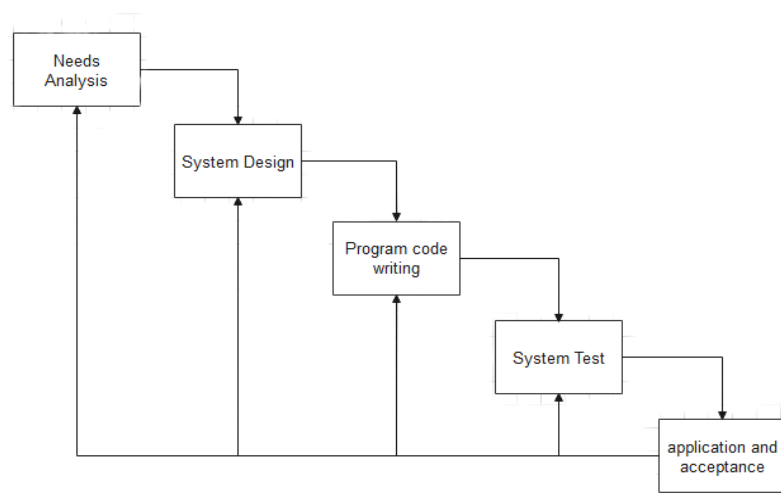 Needs
Analysis
System Design
Program code
writing
System Test
application and
acceptance